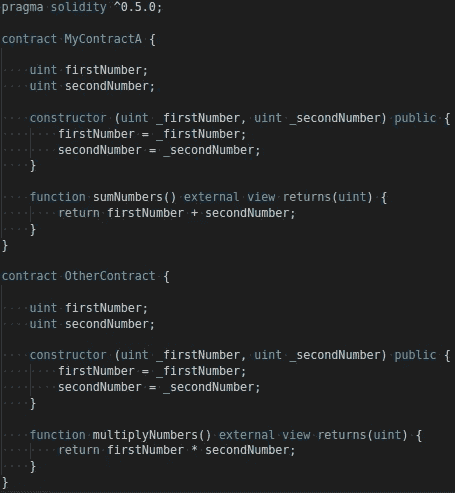 pragma solidity ^0.5.0;
contract MyContractA {
uint firstNumber;
uint secondNumber;
constructor (uint _firstNumber, uint _secondNumber) public {
firstNumber = _firstNumber;
secondNumber = _secondNumber;
}
function sumNumbers() external view returns(uint) {
return firstNumber + secondNumber;
}
}
contract OtherContract {
uint firstNumber;
uint secondNumber;
constructor (uint _firstNumber, uint _secondNumber) public {
firstNumber = _firstNumber;
secondNumber = _secondNumber;
}
function multiplyNumbers() external view returns(uint) {
return firstNumber * secondNumber;
}
}